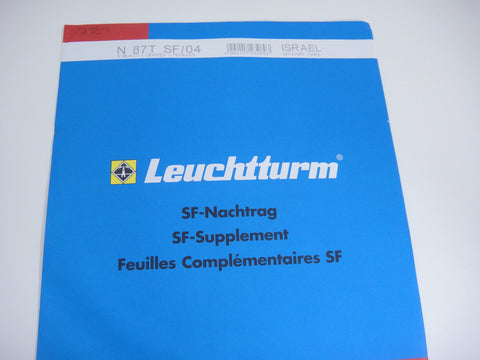 N 87T SF/04
ISRAEL
Leuchtturm®
SF-Nachtrag
SF-Supplement
Feuilles Complémentaires SF